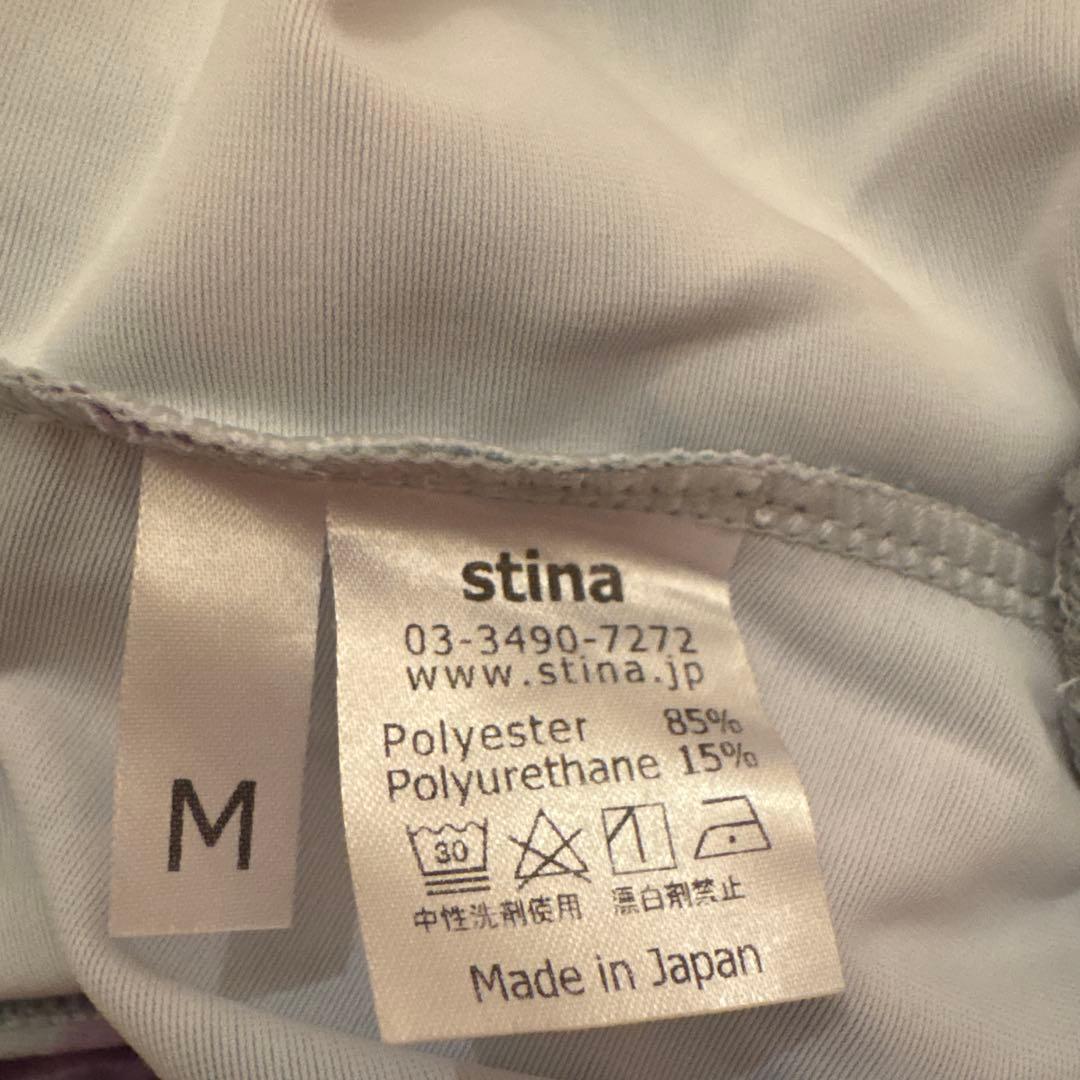 M
stina
03-3490-7272
www.stina.jp
Polyester 85%
Polyurethane 15%
30
中性洗剤使用 漂白剤禁止
Made in Japan